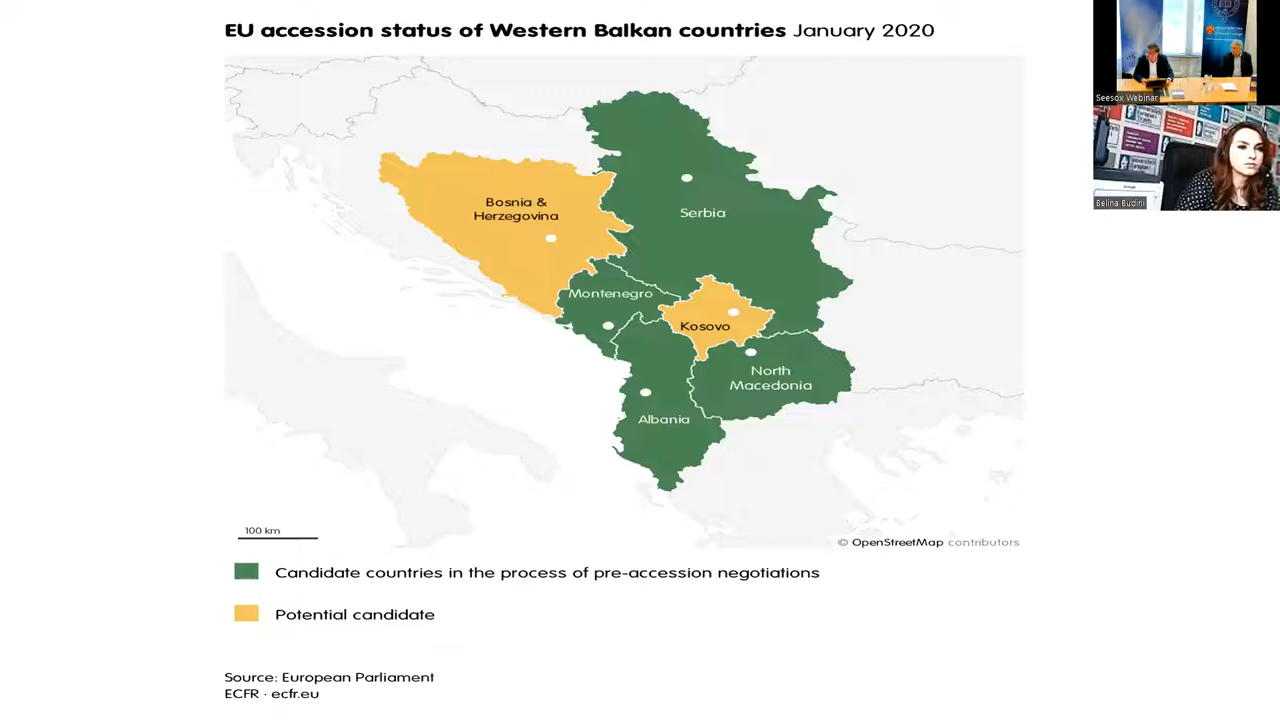 EU accession status of Western Balkan countries January 2020
Seesox Webinar
Belina Budini
Bosnia &
Herzegovina
Serbia
Montenegro
Kosovo
North
Macedonia
Albania
100 km
© OpenStreetMap contributors
Candidate countries in the process of pre-accession negotiations
Potential candidate
Source: European Parliament
ECFR · ecfr.eu